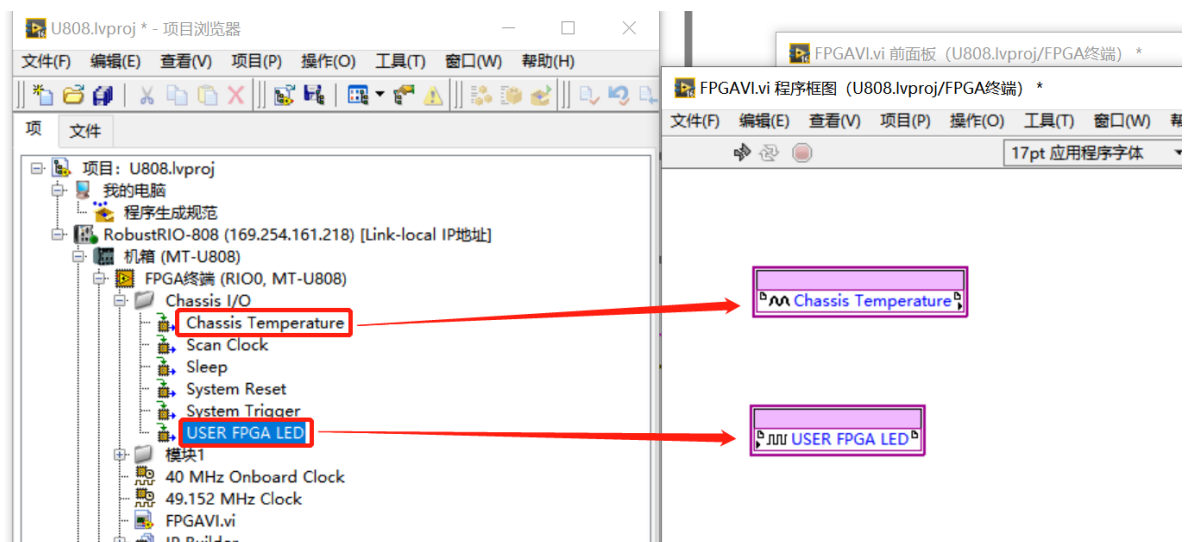 U808.lvproj * - 项目浏览器
文件(F) 编辑(E) 查看(V) 项目(P) 操作(O) 工具(T) 窗口(W) 帮助(H)
项 文件
项目：U808.lvproj
我的电脑
程序生成规范
RobustRIO-808 (169.254.161.218) [Link-local IP地址]
机箱 (MT-U808)
FPGA终端 (RIO0, MT-U808)
Chassis I/O
Chassis Temperature
Scan Clock
Sleep
System Reset
System Trigger
USER FPGA LED
模块1
40 MHz Onboard Clock
49.152 MHz Clock
FPGAVI.vi
IP Builder
FPGAVI.vi 前面板（U808.lvproj/FPGA终端） *
FPGAVI.vi 程序框图（U808.lvproj/FPGA终端） *
文件(F) 编辑(E) 查看(V) 项目(P) 操作(O) 工具(T) 窗口(W)
17pt 应用程序字体
Chassis Temperature
USER FPGA LED